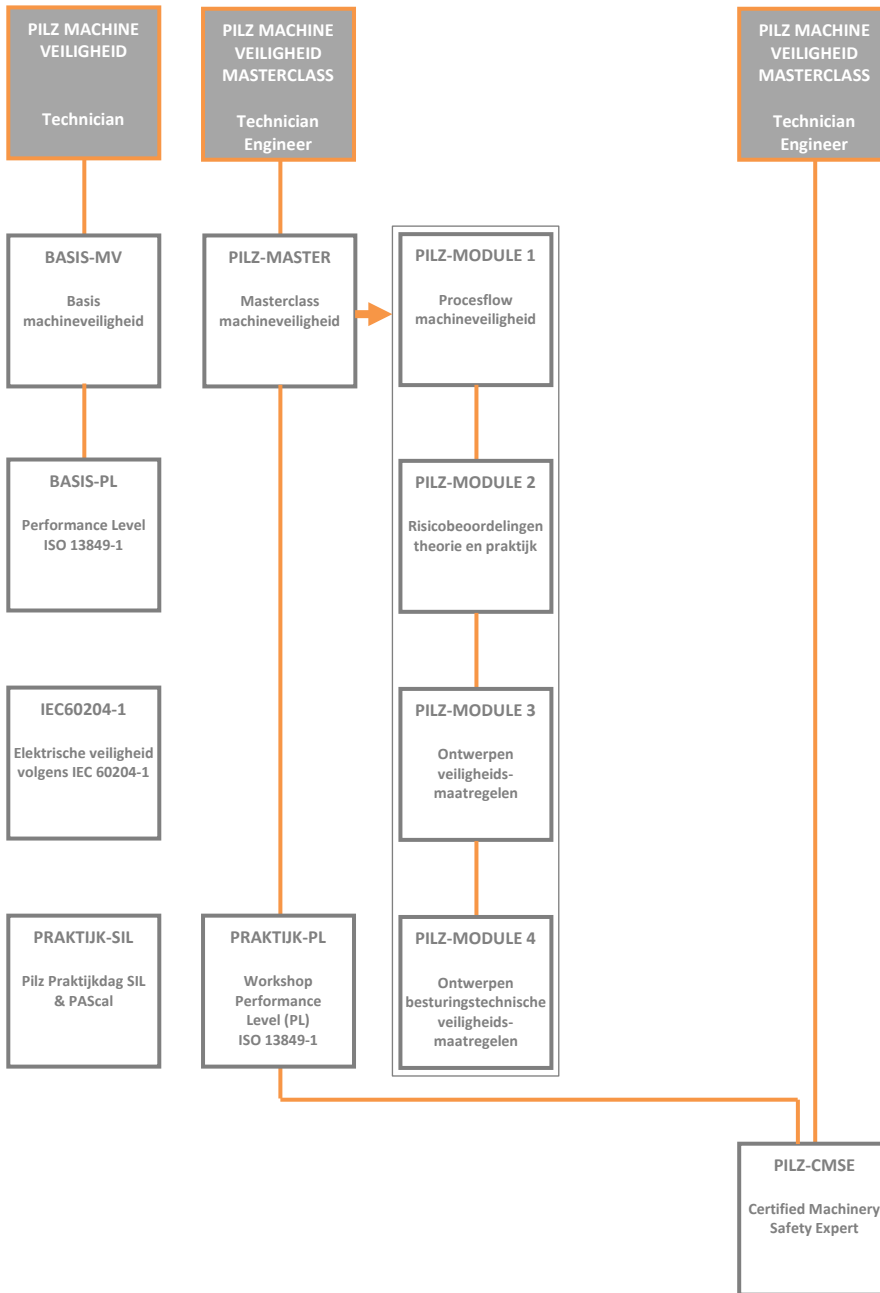 PILZ MACHINE
VEILIGHEID
Technician
PILZ MACHINE
VEILIGHEID
MASTERCLASS
Technician
Engineer
PILZ MACHINE
VEILIGHEID
MASTERCLASS
Technician
Engineer
BASIS-MV
Basis
machineveiligheid
PILZ-MASTER
Masterclass
machineveiligheid
PILZ-MODULE 1
Procesflow
machineveiligheid
BASIS-PL
Performance Level
ISO 13849-1
PILZ-MODULE 2
Risicobeoordelingen
theorie en praktijk
IEC60204-1
Elektrische veiligheid
volgens IEC 60204-1
PILZ-MODULE 3
Ontwerpen
veiligheids-
maatregelen
PRAKTIJK-SIL
Pilz Praktijkdag SIL
& PAScal
PRAKTIJK-PL
Workshop
Performance
Level (PL)
ISO 13849-1
PILZ-MODULE 4
Ontwerpen
besturingstechnische
veiligheids-
maatregelen
PILZ-CMSE
Certified Machinery
Safety Expert